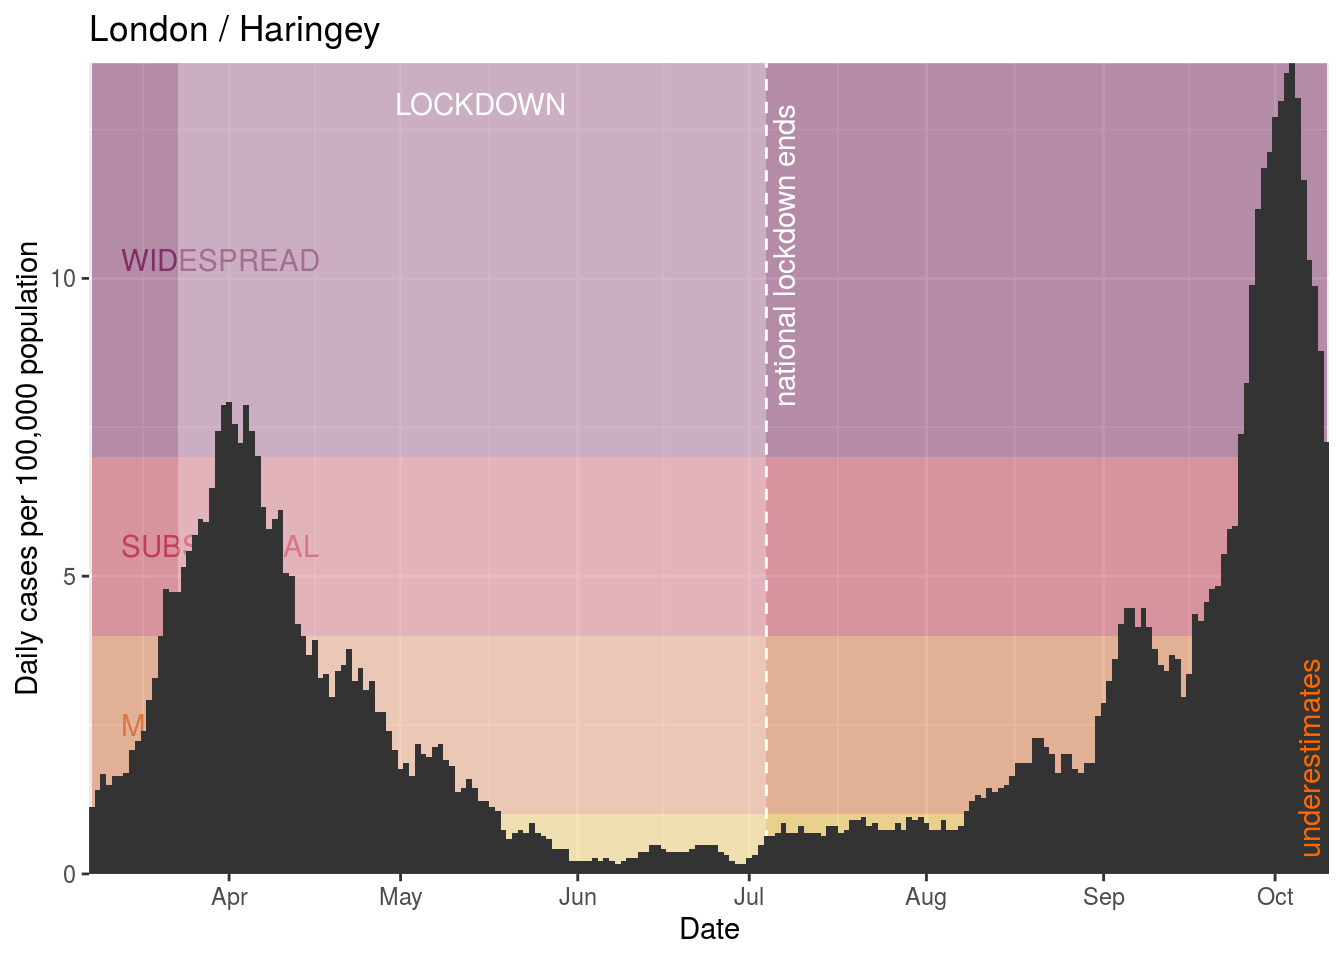 London / Haringey
LOCKDOWN
national lockdown ends
WIDESPREAD
SUBS AL
M
underestimates
Daily cases per 100,000 population
10
5
0
Apr
May
Jun
Jul
Aug
Sep
Oct
Date